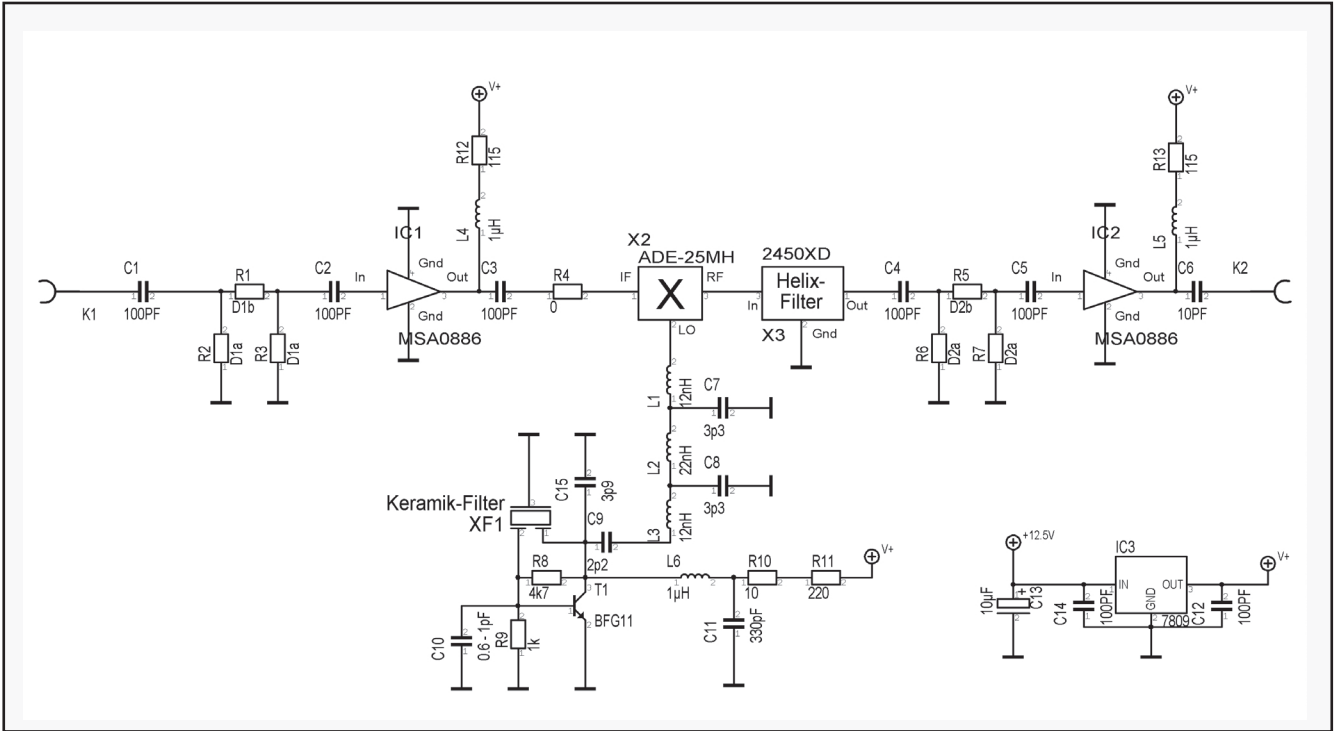 V+
R12
115
L4
1µH
V+
R13
115
L5
1µH
K1
C1
100PF
R1
D1b
R2
D1a
R3
D1a
C2
100PF
IC1
In
Gnd
Out
Gnd
MSA0886
C3
100PF
R4
0
X2
ADE-25MH
IF
X
RF
LO
2450XD
Helix-
Filter
In
Out
X3
Gnd
C4
100PF
R5
D2b
R6
D2a
R7
D2a
C5
100PF
IC2
In
Gnd
Out
Gnd
MSA0886
C6
10PF
K2
L1
12nH
C7
3p3
L2
22nH
C8
3p3
L3
12nH
Keramik-Filter
XF1
C15
3p9
C9
2p2
R8
4k7
T1
BFG11
C10
0.6 - 1pF
R9
1k
L6
1µH
C11
330pF
R10
10
R11
220
V+
+12.5V
10µF
+
C13
C14
100PF
IC3
IN
OUT
GND
7809
C12
100PF
V+